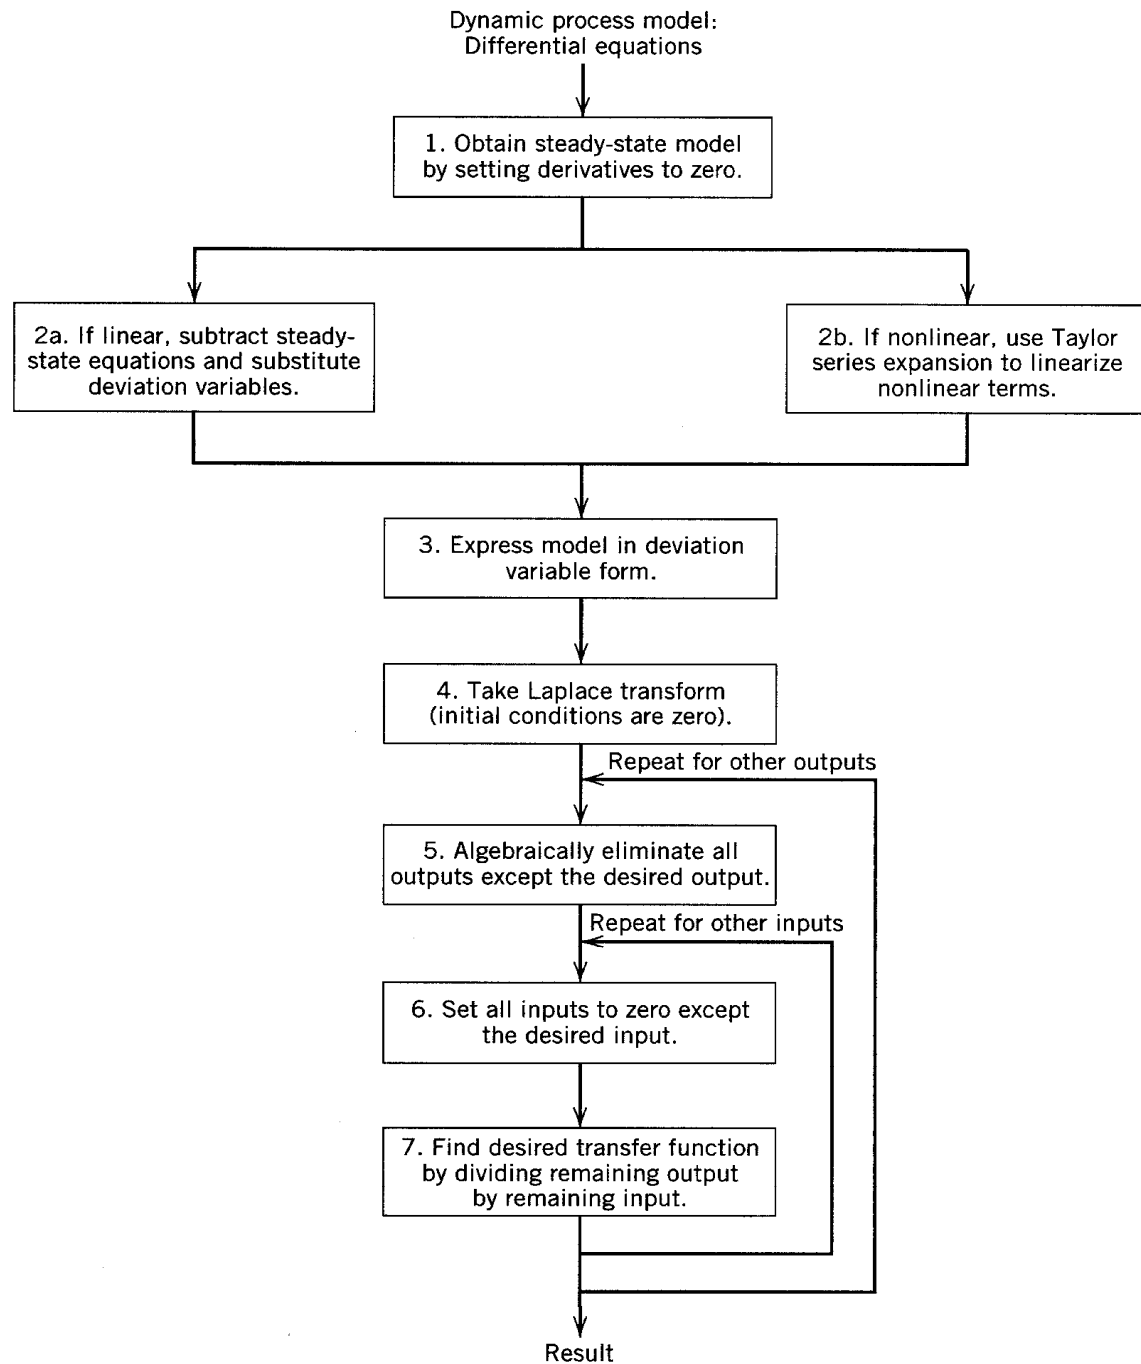 Dynamic process model:
Differential equations
1. Obtain steady-state model
by setting derivatives to zero.
2a. If linear, subtract steady-
state equations and substitute
deviation variables.
2b. If nonlinear, use Taylor
series expansion to linearize
nonlinear terms.
3. Express model in deviation
variable form.
4. Take Laplace transform
(initial conditions are zero).
Repeat for other outputs
5. Algebraically eliminate all
outputs except the desired output.
Repeat for other inputs
6. Set all inputs to zero except
the desired input.
7. Find desired transfer function
by dividing remaining output
by remaining input.
Result